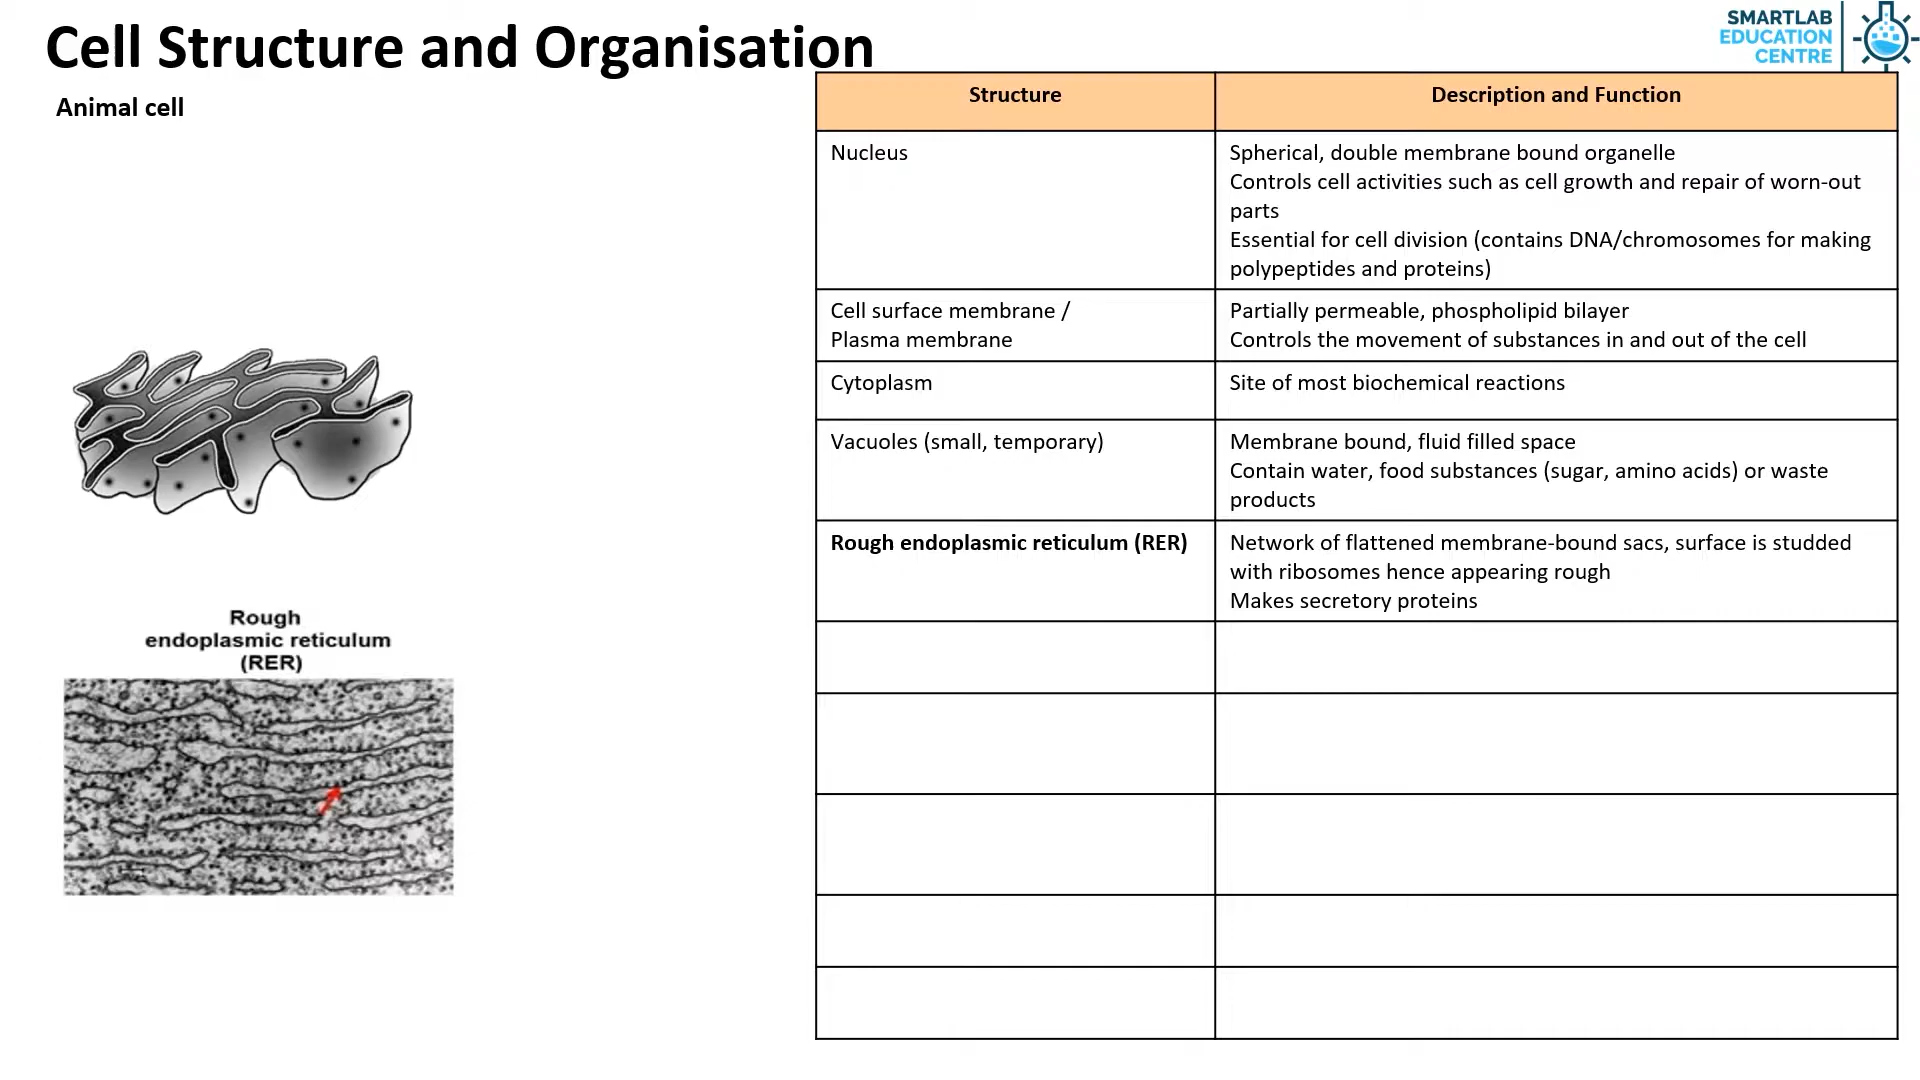 Cell Structure and Organisation
SMARTLAB
EDUCATION
CENTRE
Animal cell
Structure
Description and Function
Nucleus
Spherical, double membrane bound organelle
Controls cell activities such as cell growth and repair of worn-out
parts
Essential for cell division (contains DNA/chromosomes for making
polypeptides and proteins)
Cell surface membrane /
Plasma membrane
Partially permeable, phospholipid bilayer
Controls the movement of substances in and out of the cell
Cytoplasm
Site of most biochemical reactions
Vacuoles (small, temporary)
Membrane bound, fluid filled space
Contain water, food substances (sugar, amino acids) or waste
products
Rough endoplasmic reticulum (RER)
Network of flattened membrane-bound sacs, surface is studded
with ribosomes hence appearing rough
Makes secretory proteins
Rough
endoplasmic reticulum
(RER)